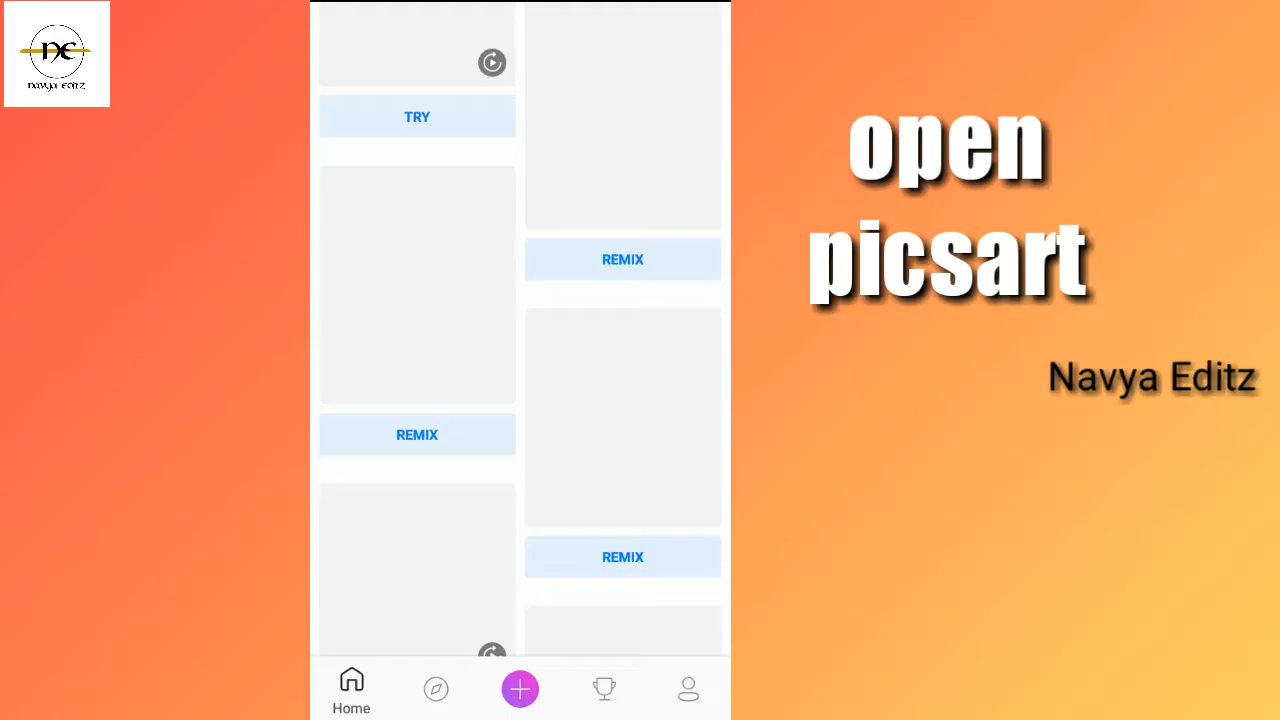 NE
navya editz
TRY
REMIX
REMIX
REMIX
Home
open
picsart
Navya Editz